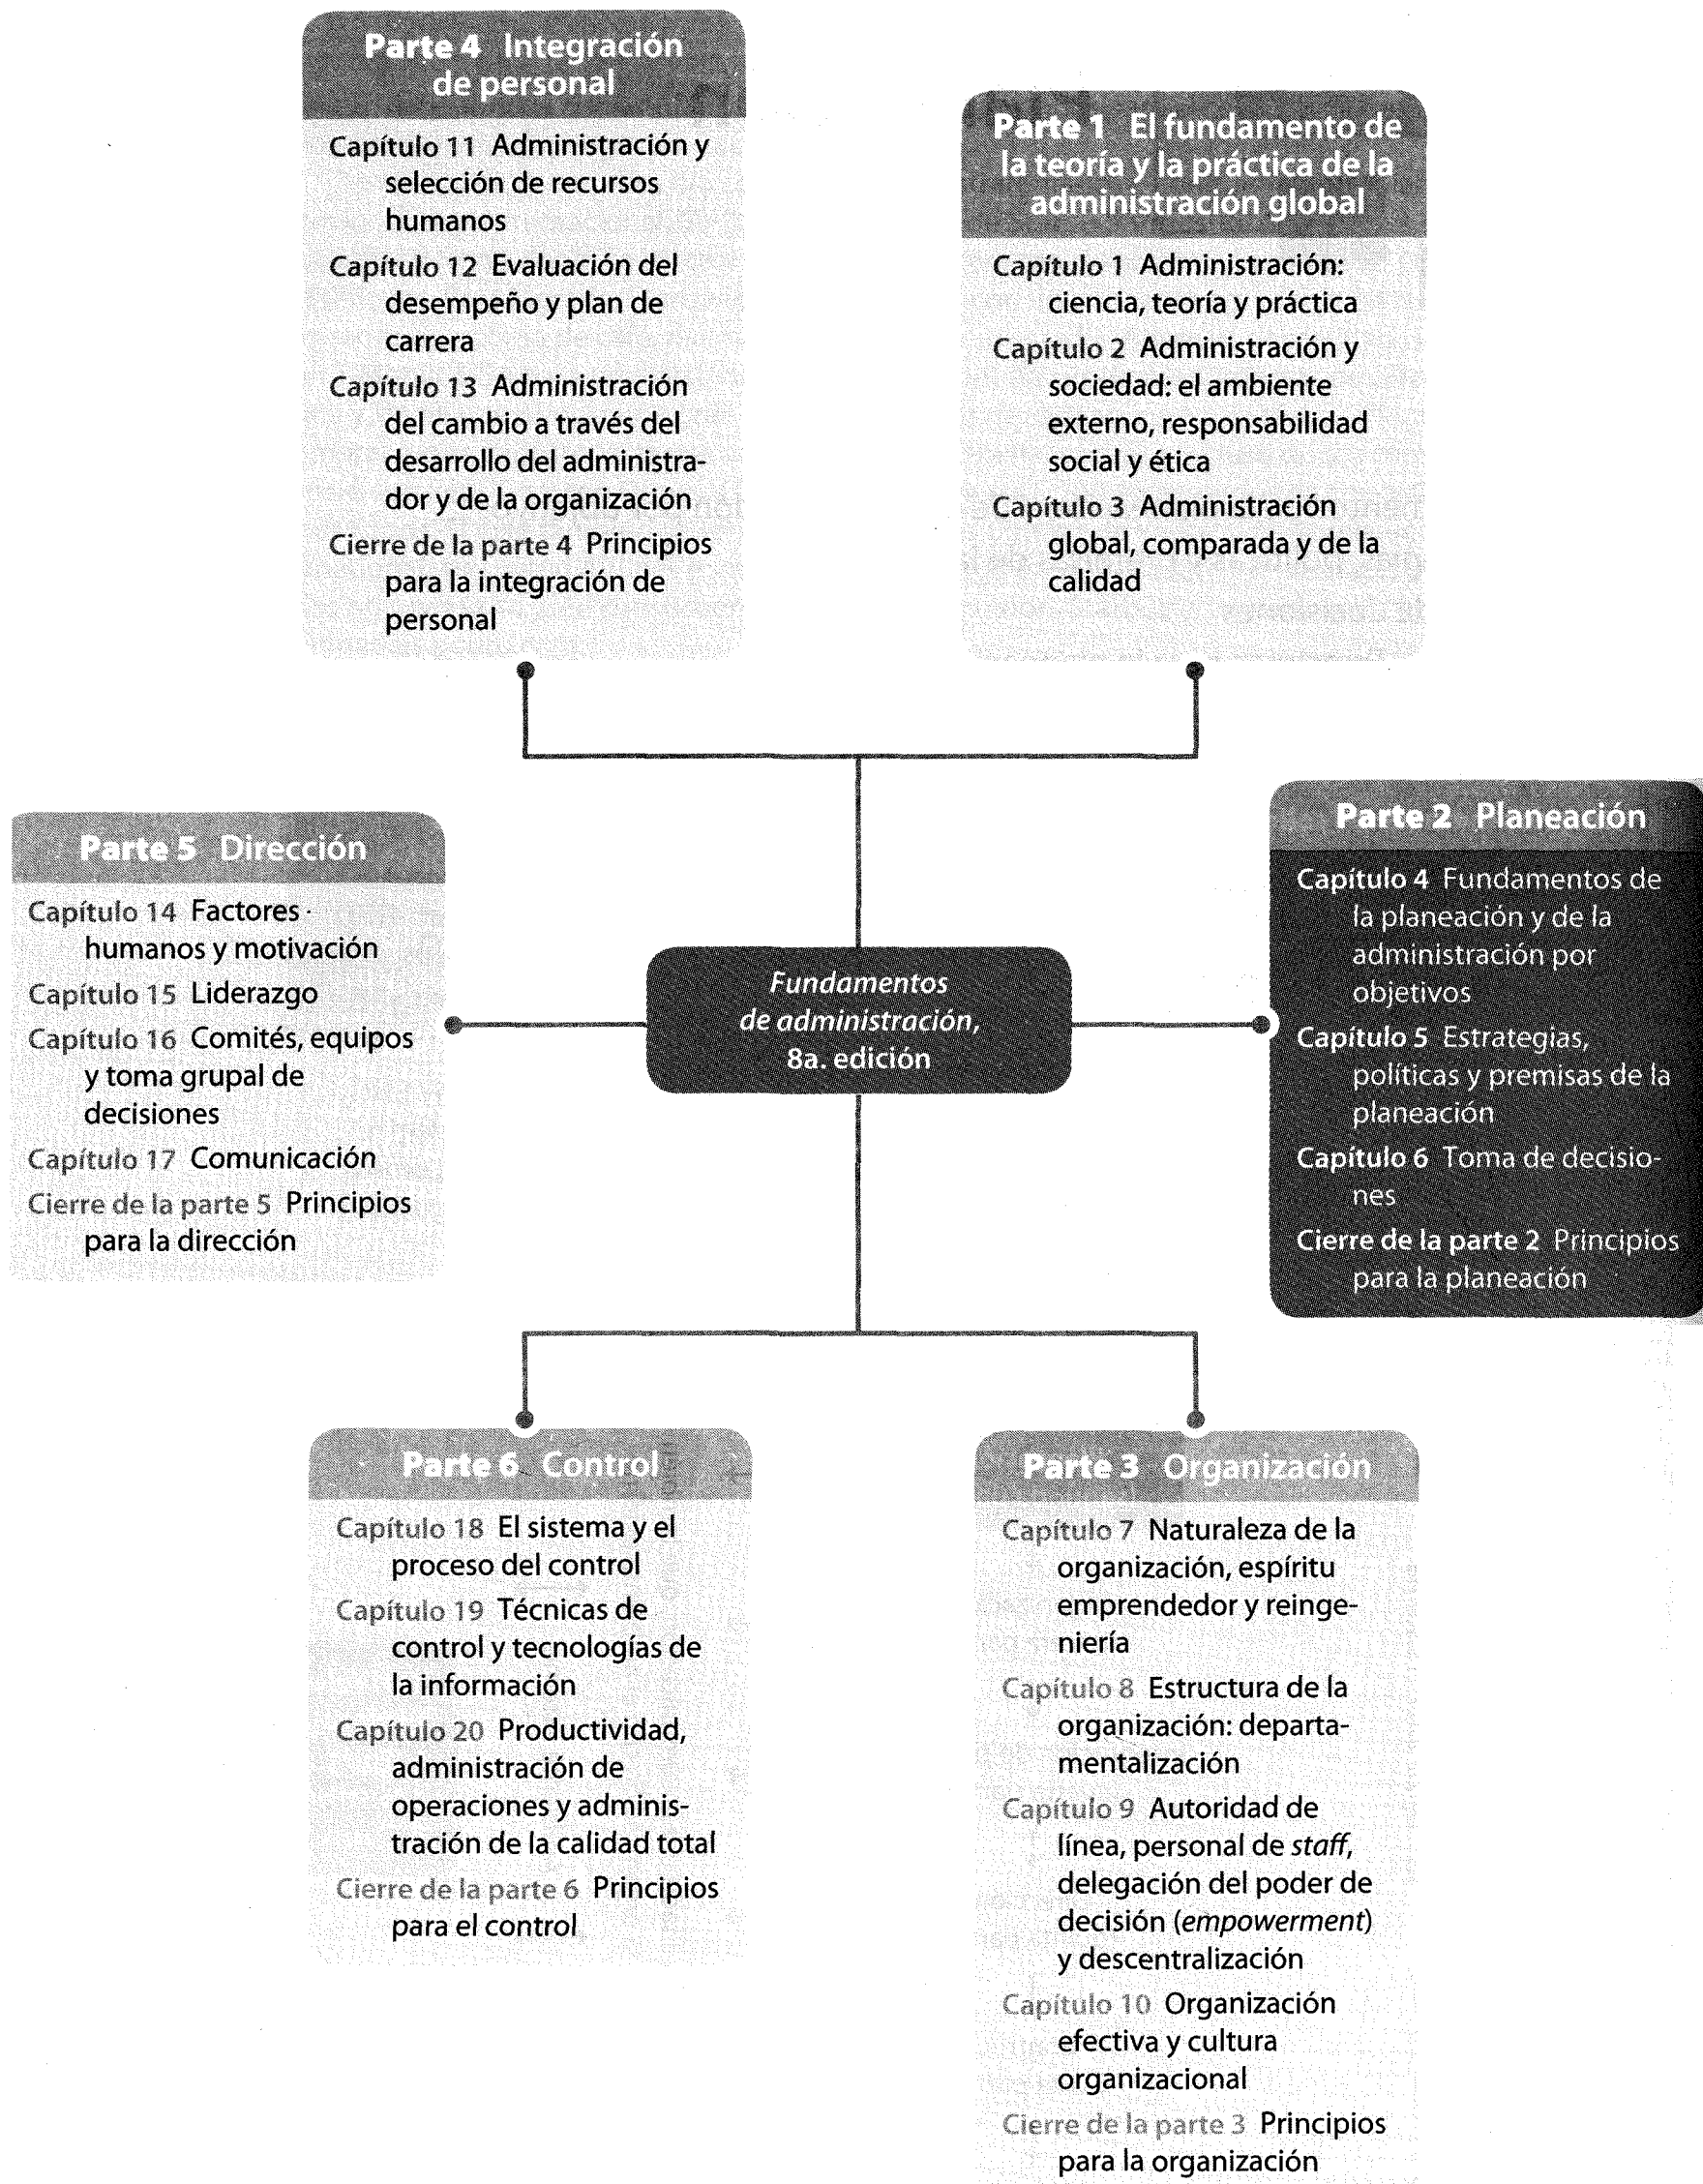 Parte 4 Integración
de personal
Capítulo 11 Administración y
selección de recursos
humanos
Capítulo 12 Evaluación del
desempeño y plan de
carrera
Capítulo 13 Administración
del cambio a través del
desarrollo del administra-
dor y de la organización
Cierre de la parte 4 Principios
para la integración de
personal
Parte 1 El fundamento de
la teoría y la práctica de la
administración global
Capítulo 1 Administración:
ciencia, teoría y práctica
Capítulo 2 Administración y
sociedad: el ambiente
externo, responsabilidad
social y ética
Capítulo 3 Administración
global, comparada y de la
calidad
Parte 5 Dirección
Capítulo 14 Factores
humanos y motivación
Capítulo 15 Liderazgo
Capítulo 16 Comités, equipos
y toma grupal de
decisiones
Capítulo 17 Comunicación
Cierre de la parte 5 Principios
para la dirección
Fundamentos
de administración,
8a. edición
Parte 2 Planeación
Capítulo 4 Fundamentos de
la planeación y de la
administración por
objetivos
Capítulo 5 Estrategias,
políticas y premisas de la
planeación
Capítulo 6 Toma de decisio-
nes
Cierre de la parte 2 Principios
para la planeación
Parte 6 Control
Capítulo 18 El sistema y el
proceso del control
Capítulo 19 Técnicas de
control y tecnologías de
la información
Capítulo 20 Productividad,
administración de
operaciones y adminis-
tración de la calidad total
Cierre de la parte 6 Principios
para el control
Parte 3 Organización
Capítulo 7 Naturaleza de la
organización, espíritu
emprendedor y reinge-
niería
Capítulo 8 Estructura de la
organización: departa-
mentalización
Capítulo 9 Autoridad de
línea, personal de staff,
delegación del poder de
decisión (empowerment)
y descentralización
Capítulo 10 Organización
efectiva y cultura
organizacional
Cierre de la parte 3 Principios
para la organización